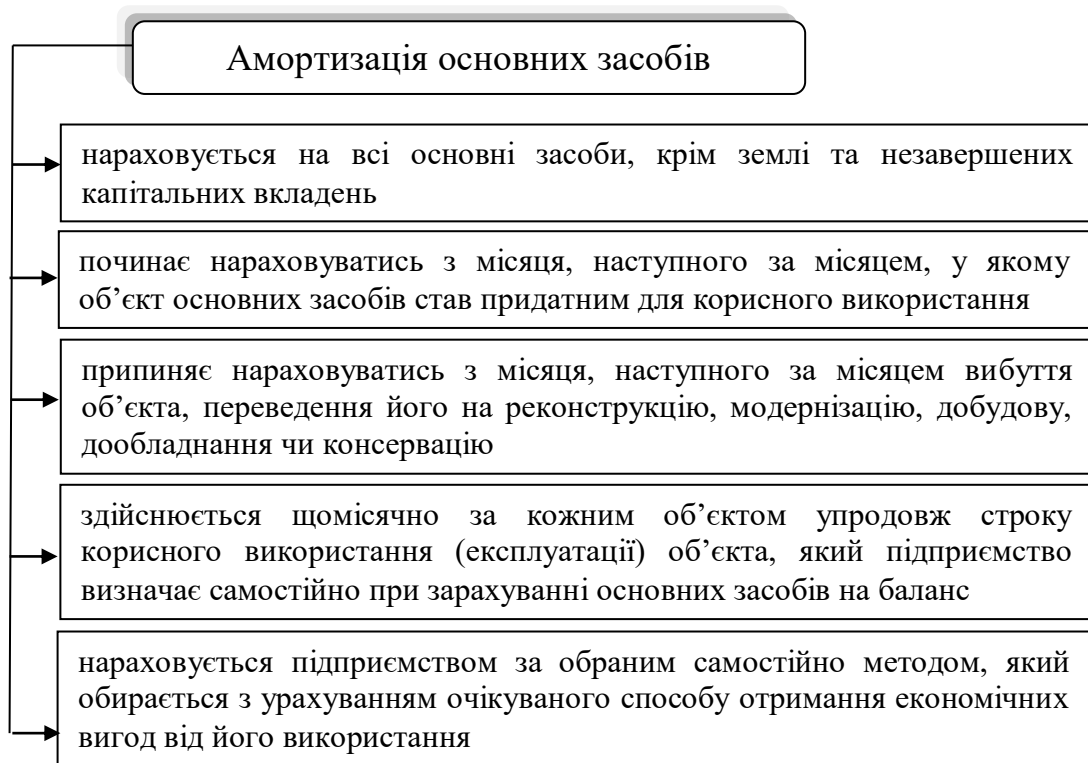 Амортизація основних засобів
нараховується на всі основні засоби, крім землі та незавершених
капітальних вкладень
починає нараховуватись з місяця, наступного за місяцем, у якому
об’єкт основних засобів став придатним для корисного використання
припиняє нараховуватись з місяця, наступного за місяцем вибуття
об’єкта, переведення його на реконструкцію, модернізацію, добудову,
дообладнання чи консервацію
здійснюється щомісячно за кожним об’єктом упродовж строку
корисного використання (експлуатації) об’єкта, який підприємство
визначає самостійно при зарахуванні основних засобів на баланс
нараховується підприємством за обраним самостійно методом, який
обирається з урахуванням очікуваного способу отримання економічних
вигод від його використання